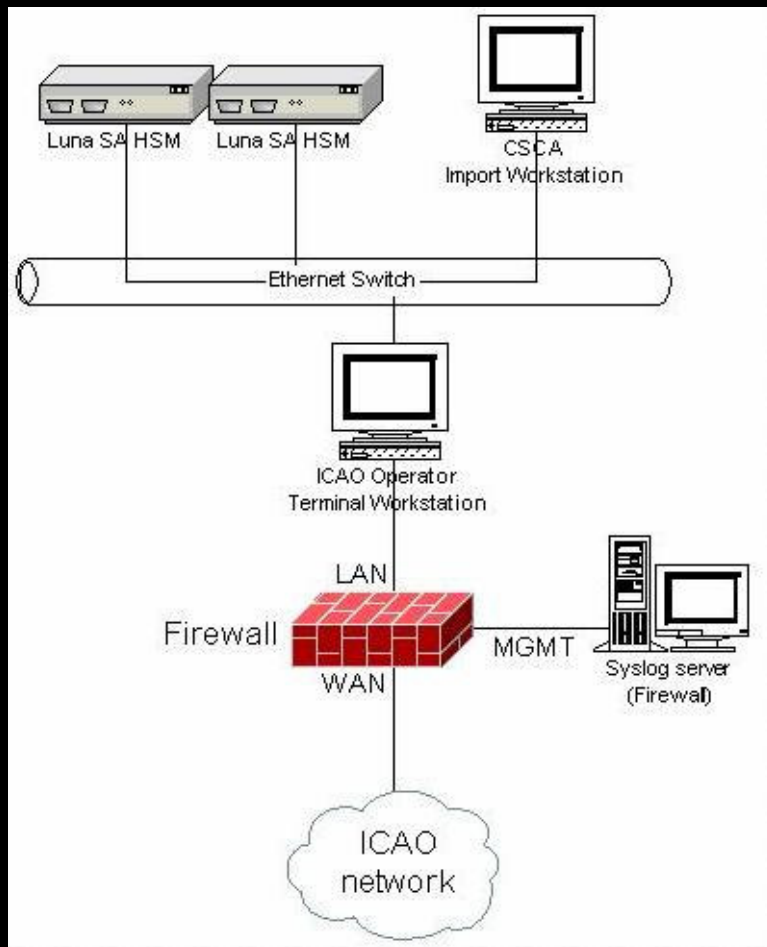 Luna SA HSM
Luna SA HSM
CSCA
Import Workstation
Ethernet Switch
ICAO Operator
Terminal Workstation
LAN
Firewall
MGMT
WAN
Syslog server
(Firewall)
ICAO
network